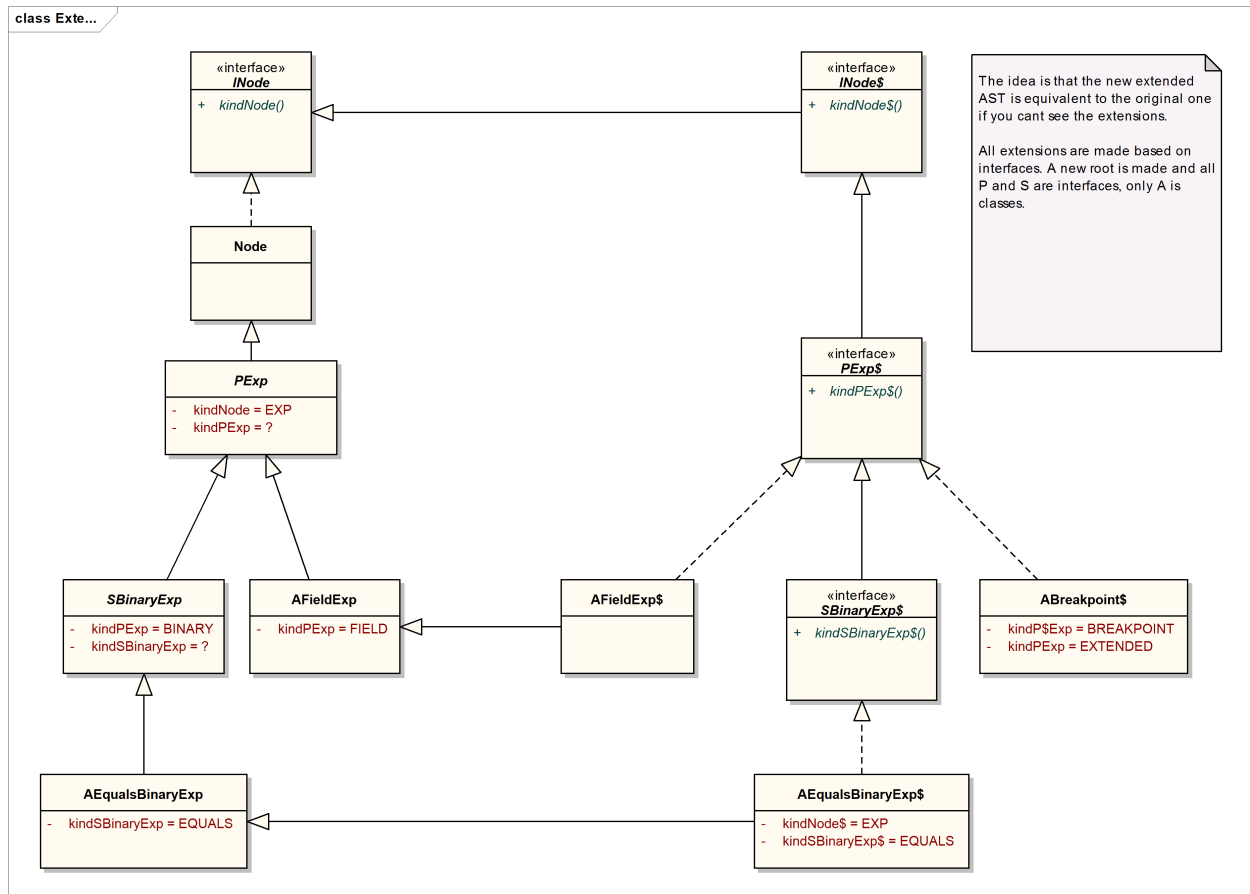 class Exte...
«interface»
INode
+ kindNode()
«interface»
INode$
+ kindNode$()
The idea is that the new extended
AST is equivalent to the original one
if you cant see the extensions.
All extensions are made based on
interfaces. A new root is made and all
P and S are interfaces, only A is
classes.
Node
PExp
- kindNode = EXP
- kindPExp = ?
«interface»
PExp$
+ kindPExp$()
SBinaryExp
- kindPExp = BINARY
- kindSBinaryExp = ?
AFieldExp
- kindPExp = FIELD
AFieldExp$
«interface»
SBinaryExp$
+ kindSBinaryExp$()
ABreakpoint$
- kindP$Exp = BREAKPOINT
- kindPExp = EXTENDED
AEqualsBinaryExp
- kindSBinaryExp = EQUALS
AEqualsBinaryExp$
- kindNode$ = EXP
- kindSBinaryExp$ = EQUALS